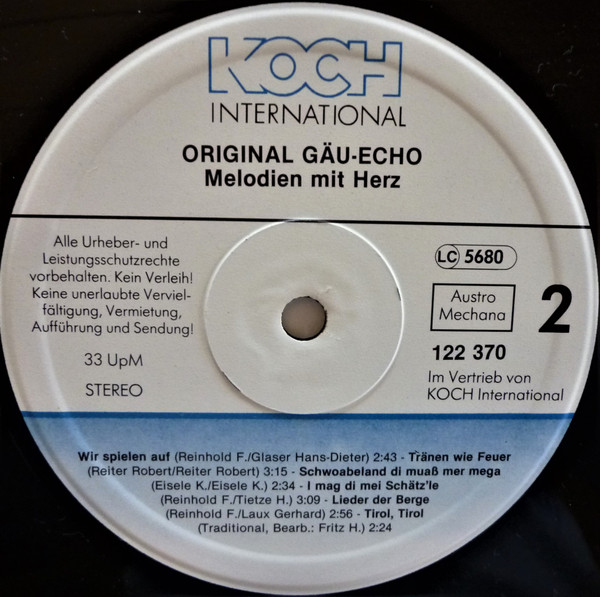 KOCH
INTERNATIONAL
ORIGINAL GÄU-ECHO
Melodien mit Herz
Alle Urheber- und
Leistungsschutzrechte
vorbehalten. Kein Verleih!
Keine unerlaubte Verviel-
fältigung, Vermietung,
Aufführung und Sendung!
33 UpM
STEREO
LC 5680
Austro
Mechana
2
122 370
Im Vertrieb von
KOCH International
Wir spielen auf (Reinhold F./Glaser Hans-Dieter) 2:43 - Tränen wie Feuer
(Reiter Robert/Reiter Robert) 3:15 - Schwoabeland di muaß mer mega
(Eisele K./Eisele K.) 2:34 - I mag di mei Schätz'le
(Reinhold F./Tietze H.) 3:09 - Lieder der Berge
(Reinhold F./Laux Gerhard) 2:56 - Tirol, Tirol
(Traditional, Bearb.: Fritz H.) 2:24